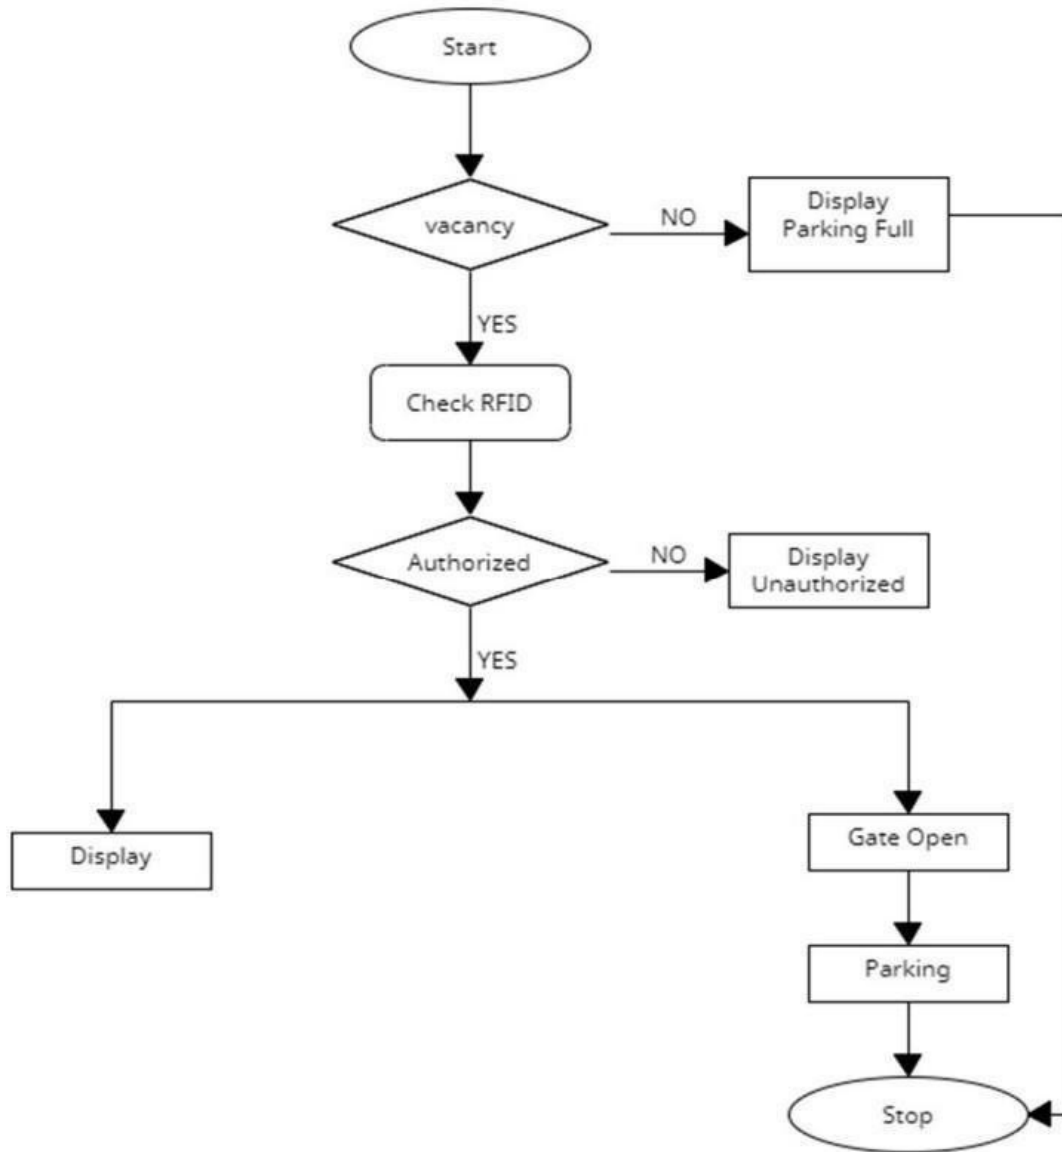 Start
vacancy
NO
Display
Parking Full
YES
Check RFID
Authorized
NO
Display
Unauthorized
YES
Display
Gate Open
Parking
Stop